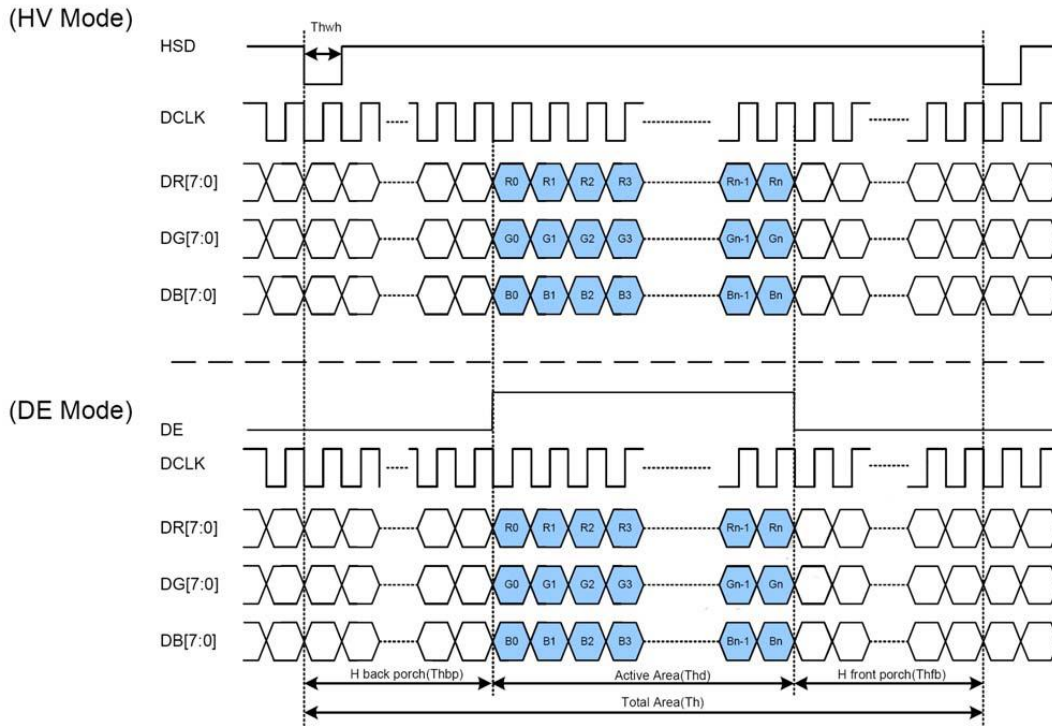 (HV Mode)
Thwh
HSD
DCLK
DR[7:0] R0 R1 R2 R3 Rn-1 Rn
DG[7:0] G0 G1 G2 G3 Gn-1 Gn
DB[7:0] B0 B1 B2 B3 Bn-1 Bn
(DE Mode)
DE
DCLK
DR[7:0] R0 R1 R2 R3 Rn-1 Rn
DG[7:0] G0 G1 G2 G3 Gn-1 Gn
DB[7:0] B0 B1 B2 B3 Bn-1 Bn
H back porch(Thbp) Active Area(Thd) H front porch(Thfb)
Total Area(Th)